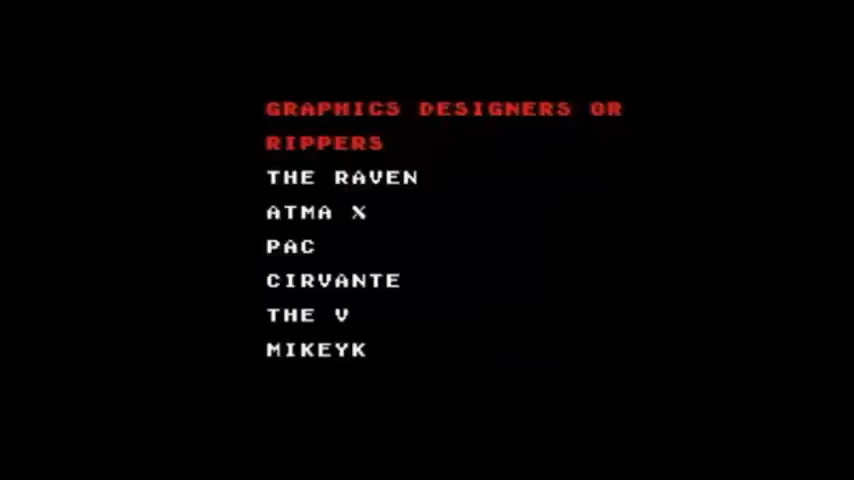 GRAPHICS DESIGNERS OR
RIPPERS
THE RAVEN
ATMA X
PAC
CIRVANTE
THE V
MIKEYK